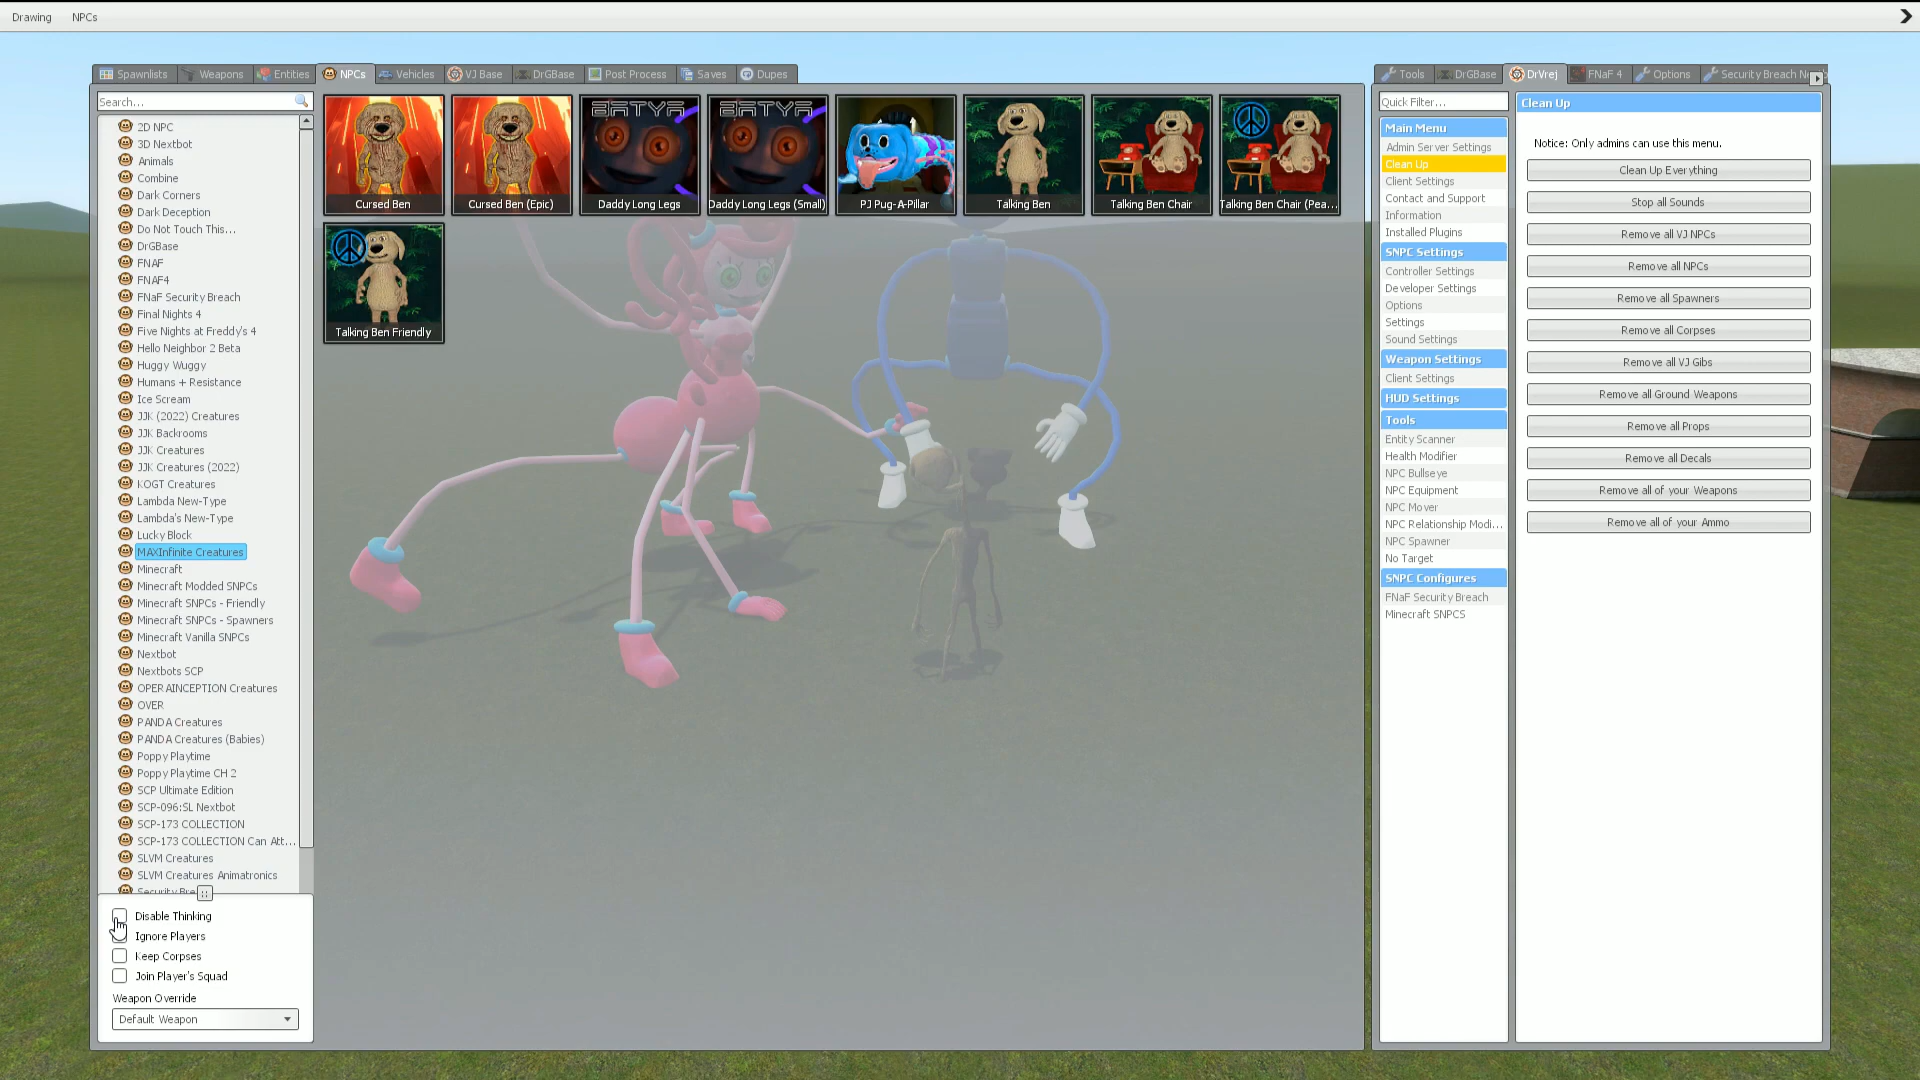 Drawing NPCs
Spawnlists Weapons Entities NPCs Vehicles VJ Base DrGBase Post Process Saves Dupes
Search...
2D NPC
3D Nextbot
Animals
Combine
Dark Corners
Dark Deception
Do Not Touch This...
DrGBase
FNAF
FNAF4
FNaF Security Breach
Final Nights 4
Five Nights at Freddy's 4
Hello Neighbor 2 Beta
Huggy Wuggy
Humans + Resistance
Ice Scream
JJK (2022) Creatures
JJK Backrooms
JJK Creatures
JJK Creatures (2022)
KOGT Creatures
Lambda New-Type
Lambda's New-Type
Lucky Block
MAXInfinite Creatures
Minecraft
Minecraft Modded SNPCs
Minecraft SNPCs - Friendly
Minecraft SNPCs - Spawners
Minecraft Vanilla SNPCs
Nextbot
Nextbots SCP
OPERAINCEPTION Creatures
OVER
PANDA Creatures
PANDA Creatures (Babies)
Poppy Playtime
Poppy Playtime CH 2
SCP Ultimate Edition
SCP-096:SL Nextbot
SCP-173 COLLECTION
SCP-173 COLLECTION Can Att...
SLVM Creatures
SLVM Creatures Animatronics
Security
Disable Thinking
Ignore Players
Keep Corpses
Join Player's Squad
Weapon Override
Default Weapon
Cursed Ben
Cursed Ben (Epic)
Daddy Long Legs
Daddy Long Legs (Small)
PJ Pug-A-Pillar
Talking Ben
Talking Ben Chair
Talking Ben Chair (Pea...
Talking Ben Friendly
Tools DrGBase DrVrej FNaF 4 Options Security Breach
Quick Filter...
Main Menu
Admin Server Settings
Clean Up
Client Settings
Contact and Support
Information
Installed Plugins
SNPC Settings
Controller Settings
Developer Settings
Options
Settings
Sound Settings
Weapon Settings
Client Settings
HUD Settings
Tools
Entity Scanner
Health Modifier
NPC Bullseye
NPC Equipment
NPC Mover
NPC Relationship Modi...
NPC Spawner
No Target
SNPC Configures
FNaF Security Breach
Minecraft SNPCS
Clean Up
Notice: Only admins can use this menu.
Clean Up Everything
Stop all Sounds
Remove all VJ NPCs
Remove all NPCs
Remove all Spawners
Remove all Corpses
Remove all VJ Gibs
Remove all Ground Weapons
Remove all Props
Remove all Decals
Remove all of your Weapons
Remove all of your Ammo